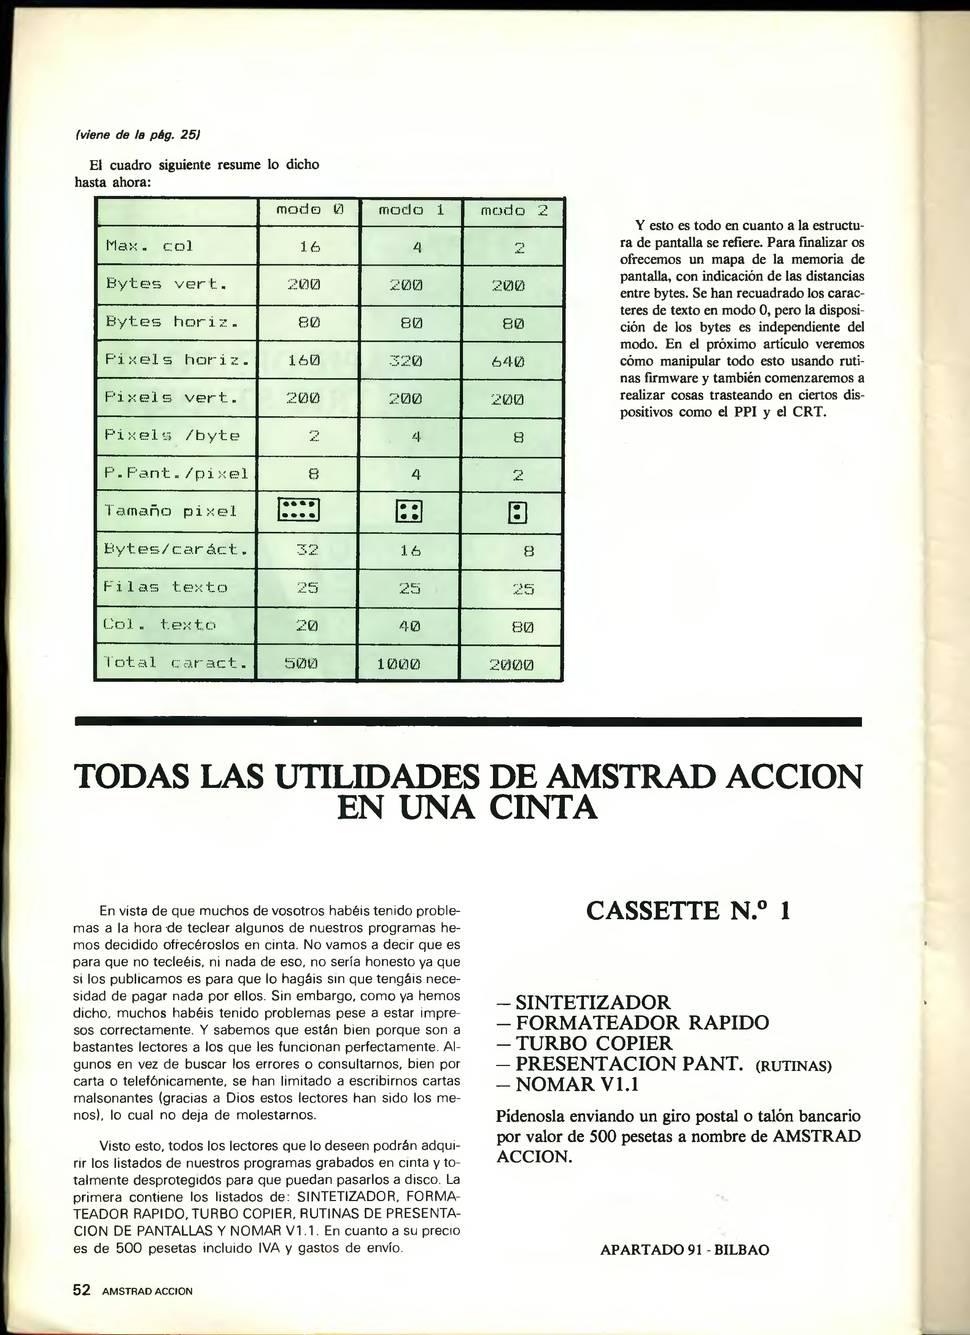 (viene de la pág. 25)
El cuadro siguiente resume lo dicho
hasta ahora:
modo 0 modo 1 modo 2
Max. col 16 4 2
Bytes vert. 200 200 200
Bytes horiz. 80 80 80
Pixels horiz. 160 320 640
Pixels vert. 200 200 200
Pixels /byte 2 4 8
P.Pant./pixel 8 4 2
Tamaño pixel
Bytes/caráct. 32 16 8
Filas texto 25 25 25
Col. texto 20 40 80
Total caract. 500 1000 2000
Y esto es todo en cuanto a la estructu-
ra de pantalla se refiere. Para finalizar os
ofrecemos un mapa de la memoria de
pantalla, con indicación de las distancias
entre bytes. Se han recuadrado los carac-
teres de texto en modo 0, pero la disposi-
ción de los bytes es independiente del
modo. En el próximo artículo veremos
cómo manipular todo esto usando ruti-
nas firmware y también comenzaremos a
realizar cosas trasteando en ciertos dis-
positivos como el PPI y el CRT.
TODAS LAS UTILIDADES DE AMSTRAD ACCION
EN UNA CINTA
En vista de que muchos de vosotros habéis tenido proble-
mas a la hora de teclear algunos de nuestros programas he-
mos decidido ofrecéroslos en cinta. No vamos a decir que es
para que no tecleéis, ni nada de eso, no sería honesto ya que
si los publicamos es para que lo hagáis sin que tengáis nece-
sidad de pagar nada por ellos. Sin embargo, como ya hemos
dicho, muchos habéis tenido problemas pese a estar impre-
sos correctamente. Y sabemos que están bien porque son a
bastantes lectores a los que les funcionan perfectamente. Al-
gunos en vez de buscar los errores o consultarnos, bien por
carta o telefónicamente, se han limitado a escribirnos cartas
malsonantes (gracias a Dios estos lectores han sido los me-
nos), lo cual no deja de molestarnos.
Visto esto, todos los lectores que lo deseen podrán adqui-
rir los listados de nuestros programas grabados en cinta y to-
talmente desprotegidos para que puedan pasarlos a disco. La
primera contiene los listados de: SINTETIZADOR, FORMA-
TEADOR RAPIDO, TURBO COPIER, RUTINAS DE PRESENTA-
CION DE PANTALLAS Y NOMAR V1.1. En cuanto a su precio
es de 500 pesetas incluido IVA y gastos de envío.
CASSETTE N.º 1
— SINTETIZADOR
— FORMATEADOR RAPIDO
— TURBO COPIER
— PRESENTACION PANT. (RUTINAS)
— NOMAR V1.1
Pídenosla enviando un giro postal o talón bancario
por valor de 500 pesetas a nombre de AMSTRAD
ACCION.
APARTADO 91 - BILBAO
52 AMSTRAD ACCION